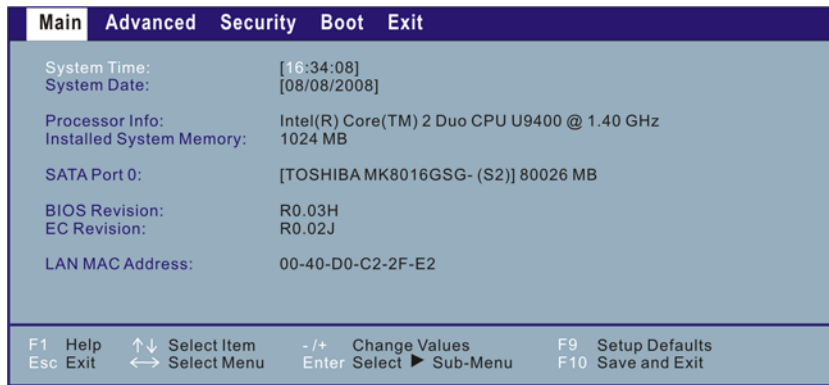 Main Advanced Security Boot Exit
System Time: [16:34:08]
System Date: [08/08/2008]
Processor Info: Intel(R) Core(TM) 2 Duo CPU U9400 @ 1.40 GHz
Installed System Memory: 1024 MB
SATA Port 0: [TOSHIBA MK8016GSG- (S2)] 80026 MB
BIOS Revision: R0.03H
EC Revision: R0.02J
LAN MAC Address: 00-40-D0-C2-2F-E2
F1 Help ↑↓ Select Item - /+ Change Values F9 Setup Defaults
Esc Exit ←→ Select Menu Enter Select ▶ Sub-Menu F10 Save and Exit